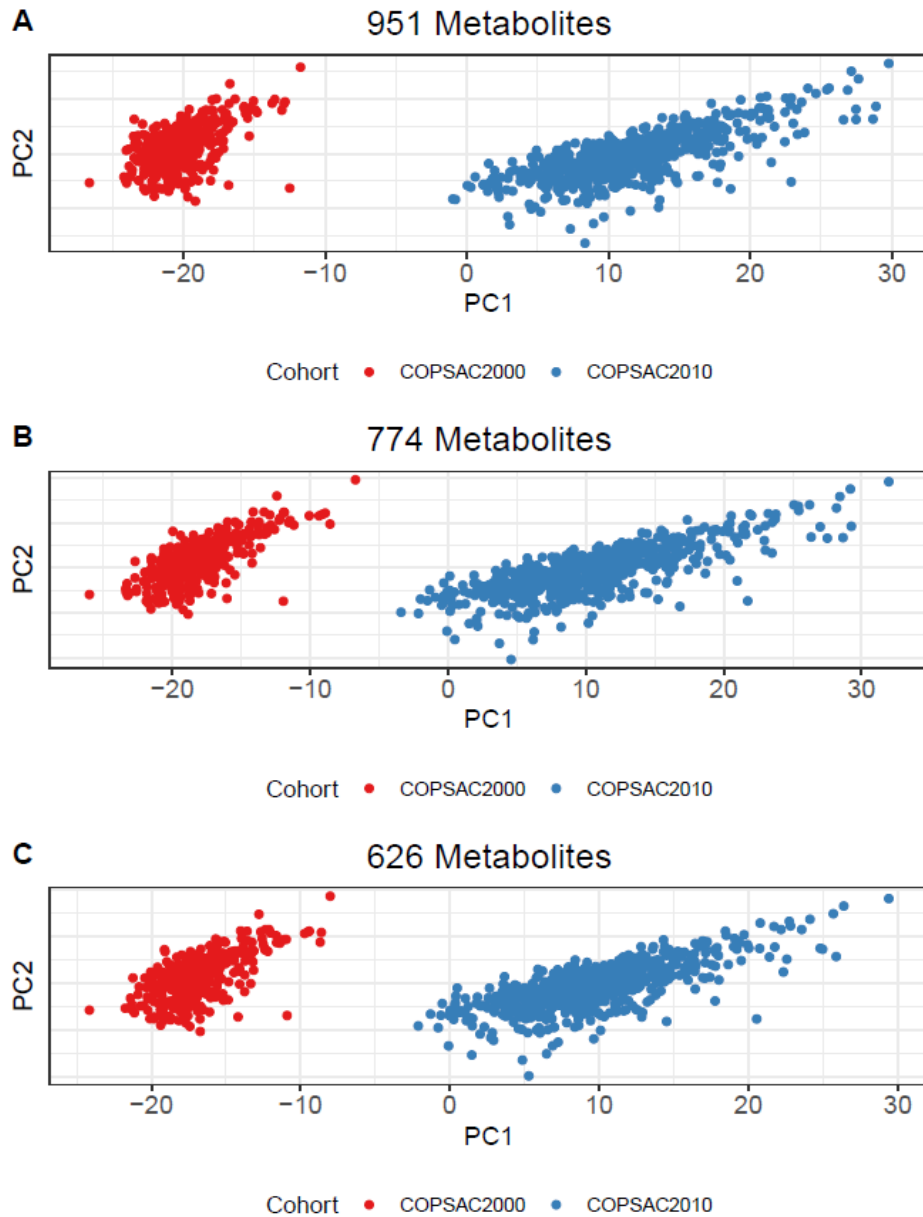 A
951 Metabolites
PC2
−20 −10 0 10 20 30
PC1
Cohort COPSAC2000 COPSAC2010
B
774 Metabolites
PC2
−20 −10 0 10 20 30
PC1
Cohort COPSAC2000 COPSAC2010
C
626 Metabolites
PC2
−20 −10 0 10 20 30
PC1
Cohort COPSAC2000 COPSAC2010